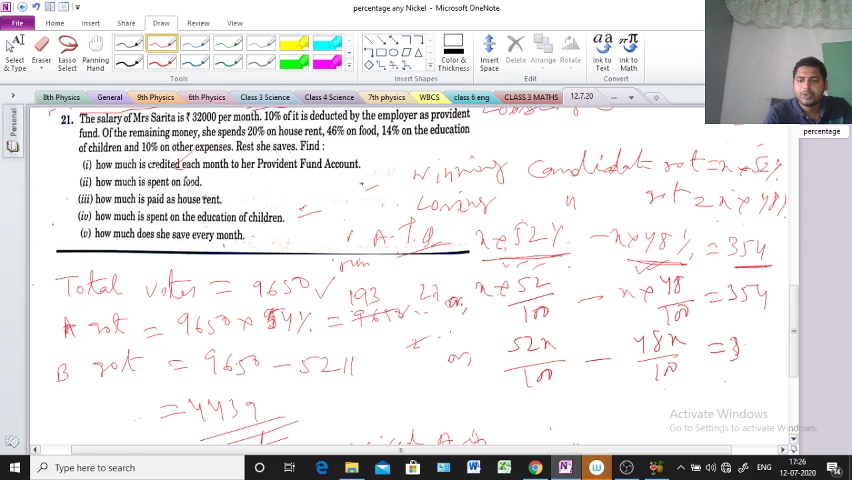 percentage any Nickel - Microsoft OneNote
File Home Insert Draw Review View
Select & Type
Eraser
Lasso Select
Panning Hand
Color & Thickness
Insert Space
Delete
Arrange
Rotate
Ink to Text
Ink to Math
Tools
Insert Shapes
Edit
Convert
8th Physics General 9th Physics 6th Physics Class 3 Science Class 4 Science 7th physics WBCS class 6 eng CLASS 3 MATHS 12.7.20
Personal
percentage
21. The salary of Mrs Sarita is ₹ 32000 per month. 10% of it is deducted by the employer as provident
fund. Of the remaining money, she spends 20% on house rent, 46% on food, 14% on the education
of children and 10% on other expenses. Rest she saves. Find :
(i) how much is credited each month to her Provident Fund Account.
(ii) how much is spent on food.
(iii) how much is paid as house rent.
(iv) how much is spent on the education of children.
(v) how much does she save every month.
winning candidate got = x × 52%
Loosing " got = x × 48%
A.T.Q x × 52% - x × 48% = 354
Total votes = 9650
193
or, x × 52/100 - x × 48/100 = 354
A got = 9650 × 54% =
or, 52x/100 - 48x/100 = 3
B got = 9650 - 5211
= 4439
Activate Windows
Go to Settings to activate Windows.
Type here to search
ENG
17:26
12-07-2020